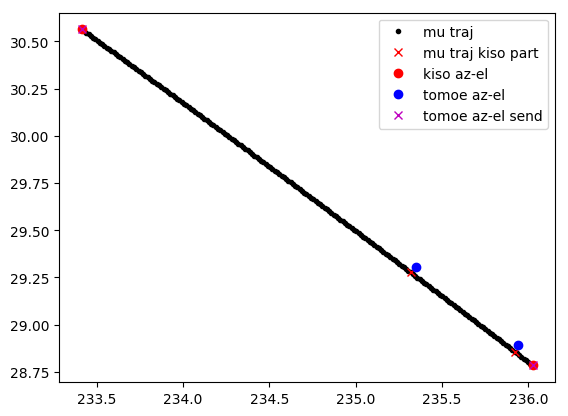 30.50
30.25
30.00
29.75
29.50
29.25
29.00
28.75
mu traj
mu traj kiso part
kiso az-el
tomoe az-el
tomoe az-el send
233.5 234.0 234.5 235.0 235.5 236.0